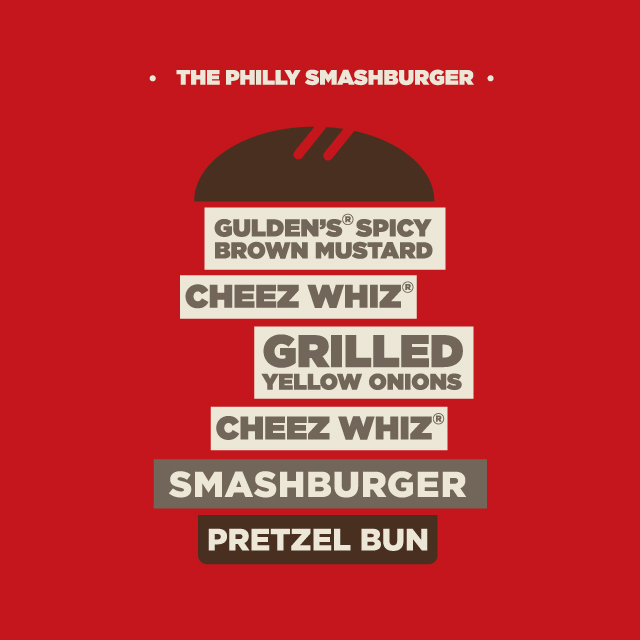 • THE PHILLY SMASHBURGER •
GULDEN'S® SPICY
BROWN MUSTARD
CHEEZ WHIZ®
GRILLED
YELLOW ONIONS
CHEEZ WHIZ®
SMASHBURGER
PRETZEL BUN